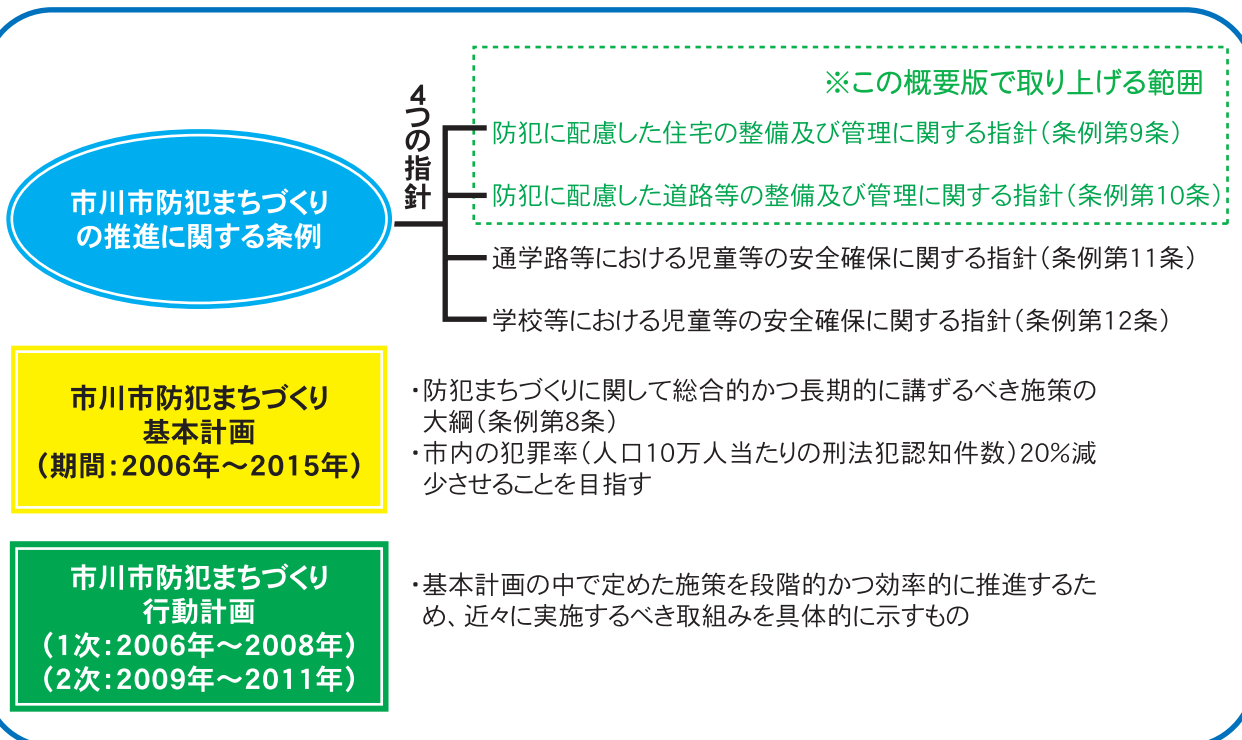 ※この概要版で取り上げる範囲
4つの指針
防犯に配慮した住宅の整備及び管理に関する指針(条例第9条)
防犯に配慮した道路等の整備及び管理に関する指針(条例第10条)
市川市防犯まちづくり
の推進に関する条例
通学路等における児童等の安全確保に関する指針(条例第11条)
学校等における児童等の安全確保に関する指針(条例第12条)
市川市防犯まちづくり
基本計画
(期間:2006年~2015年)
・防犯まちづくりに関して総合的かつ長期的に講ずるべき施策の
大綱(条例第8条)
・市内の犯罪率(人口10万人当たりの刑法犯認知件数)20%減
少させることを目指す
市川市防犯まちづくり
行動計画
(1次:2006年~2008年)
(2次:2009年~2011年)
・基本計画の中で定めた施策を段階的かつ効率的に推進するた
め、近々に実施するべき取組みを具体的に示すもの